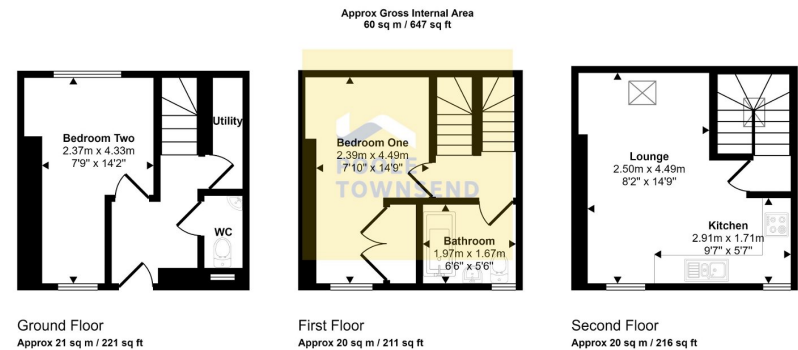 Approx Gross Internal Area
60 sq m / 647 sq ft
Bedroom Two
2.37m x 4.33m
7'9" x 14'2"
Utility
WC
Ground Floor
Approx 21 sq m / 221 sq ft
Bedroom One
2.39m x 4.49m
7'10" x 14'9"
POOLE
TOWNSEND
Bathroom
1.97m x 1.67m
6'6" x 5'6"
First Floor
Approx 20 sq m / 211 sq ft
Lounge
2.50m x 4.49m
8'2" x 14'9"
Kitchen
2.91m x 1.71m
9'7" x 5'7"
Second Floor
Approx 20 sq m / 216 sq ft